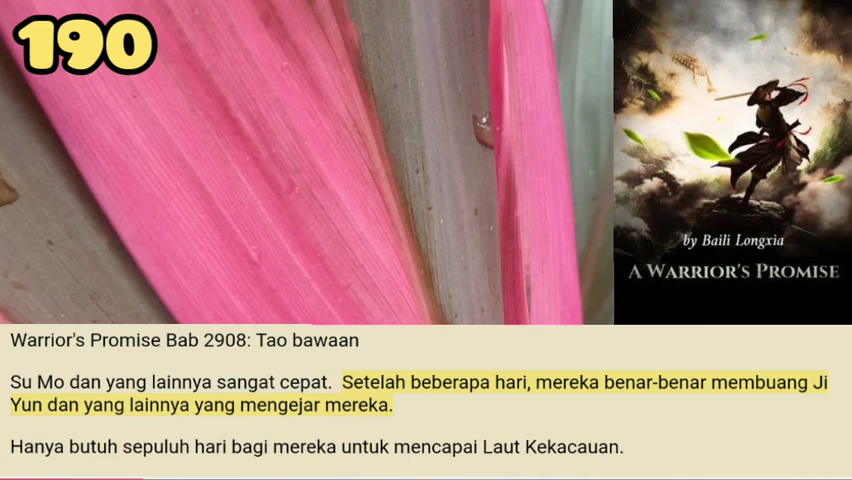 190
by Baili Longxia
A WARRIOR'S PROMISE
Warrior's Promise Bab 2908: Tao bawaan
Su Mo dan yang lainnya sangat cepat. Setelah beberapa hari, mereka benar-benar membuang Ji
Yun dan yang lainnya yang mengejar mereka.
Hanya butuh sepuluh hari bagi mereka untuk mencapai Laut Kekacauan.